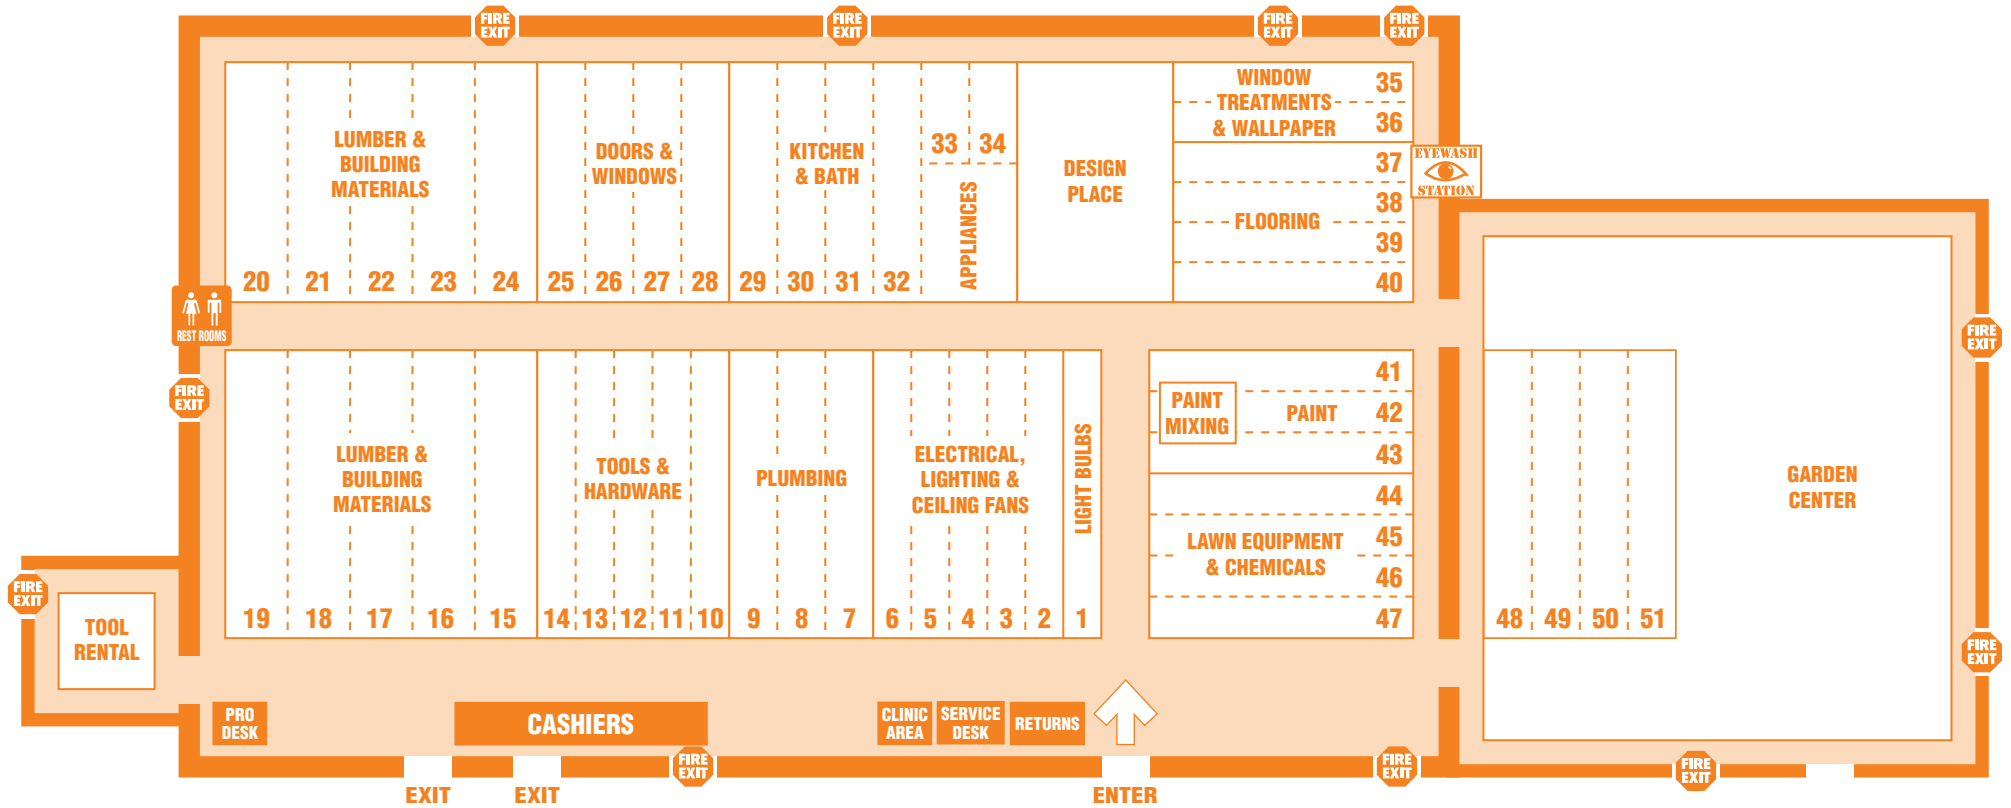 FIRE
EXIT
FIRE
EXIT
FIRE
EXIT
FIRE
EXIT
LUMBER &
BUILDING
MATERIALS
20
21
22
23
24
DOORS &
WINDOWS
25
26
27
28
KITCHEN
& BATH
29
30
31
32
33
34
APPLIANCES
DESIGN
PLACE
WINDOW
TREATMENTS
& WALLPAPER
35
36
37
38
FLOORING
39
40
EYEWASH
STATION
REST ROOMS
FIRE
EXIT
LUMBER &
BUILDING
MATERIALS
19
18
17
16
15
TOOLS &
HARDWARE
14
13
12
11
10
PLUMBING
9
8
7
ELECTRICAL,
LIGHTING &
CEILING FANS
6
5
4
3
2
LIGHT BULBS
1
41
PAINT
MIXING
PAINT
42
43
44
LAWN EQUIPMENT
& CHEMICALS
45
46
47
48
49
50
51
GARDEN
CENTER
FIRE
EXIT
FIRE
EXIT
FIRE
EXIT
TOOL
RENTAL
PRO
DESK
CASHIERS
CLINIC
AREA
SERVICE
DESK
RETURNS
FIRE
EXIT
FIRE
EXIT
FIRE
EXIT
EXIT
EXIT
ENTER